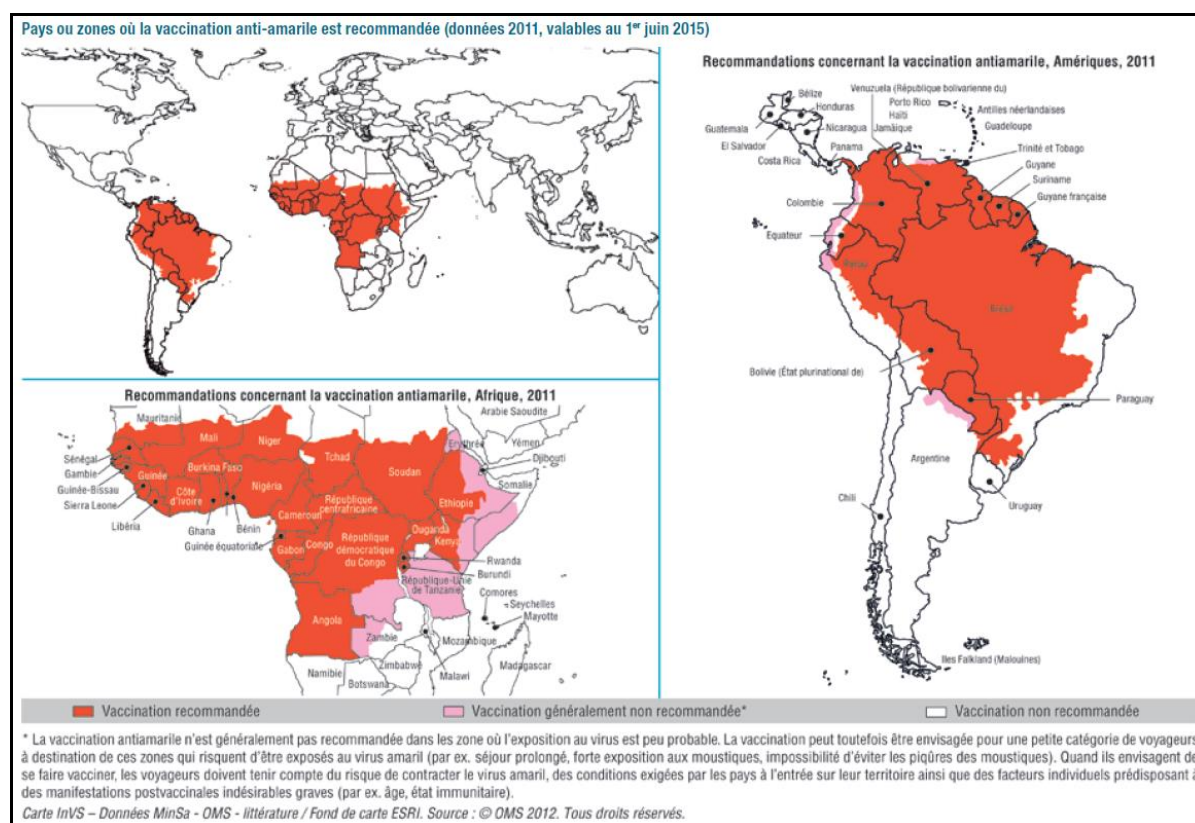 Pays ou zones où la vaccination anti-amarile est recommandée (données 2011, valables au 1er juin 2015)
Recommandations concernant la vaccination antiamarile, Amériques, 2011
Venuzuela (République bolivarienne du)
Bélize
Porto Rico
Honduras
Haïti
Antilles néerlandaises
Guatemala
Nicaragua
Jamäique
Guadeloupe
El Salvador
Costa Rica
Panama
Trinité et Tobago
Guyane
Suriname
Guyane française
Colombie
Equateur
Pérou
Brésil
Bolivie (État plurinational de)
Paraguay
Argentine
Chili
Uruguay
Iles Falkland (Malouines)
Recommandations concernant la vaccination antiamarile, Afrique, 2011
Mauritanie
Arabie Saoudite
Mali
Niger
Erythrée
Yémen
Sénégal
Tchad
Soudan
Djibouti
Gambie
Burkina Faso
Guinée
Somalie
Guinée-Bissau
Nigéria
Côte
d'Ivoire
Ethiopie
Sierra Leone
République
centrafricaine
Libéria
Cameroun
Ghana
Bénin
Ouganda
Guinée équatoriale
Gabon
Congo
République
démocratique
du Congo
Kenya
Rwanda
Burundi
République-Unie
de Tanzanie
Comores
Seychelles
Mayotte
Angola
Zambie
Mozambique
Zimbabwe
Namibie
Botswana
Malawi
Madagascar
Vaccination recommandée
Vaccination généralement non recommandée*
Vaccination non recommandée
* La vaccination antiamarile n'est généralement pas recommandée dans les zone où l'exposition au virus est peu probable. La vaccination peut toutefois être envisagée pour une petite catégorie de voyageurs
à destination de ces zones qui risquent d'être exposés au virus amaril (par ex. séjour prolongé, forte exposition aux moustiques, impossibilité d'éviter les piqûres des moustiques). Quand ils envisagent de
se faire vacciner, les voyageurs doivent tenir compte du risque de contracter le virus amaril, des conditions exigées par les pays à l'entrée sur leur territoire ainsi que des facteurs individuels prédisposant à
des manifestations postvaccinales indésirables graves (par ex. âge, état immunitaire).
Carte InVS – Données MinSa - OMS - littérature / Fond de carte ESRI. Source : © OMS 2012. Tous droits réservés.